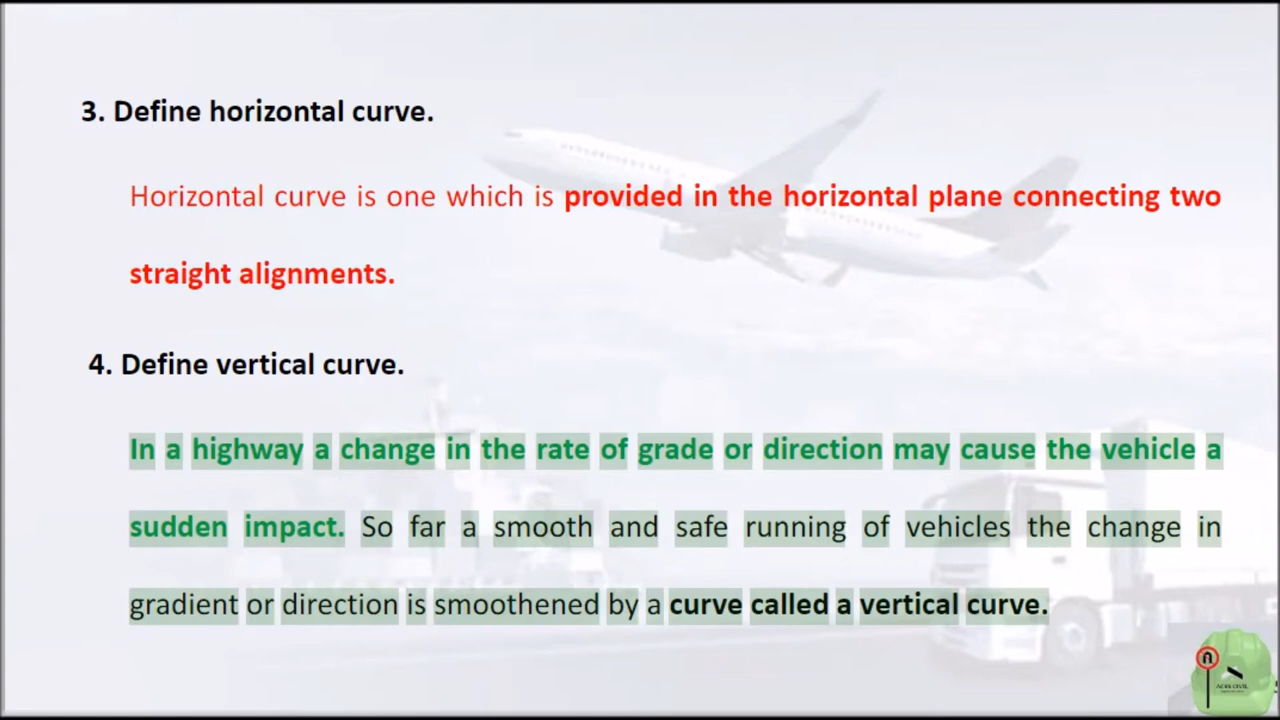 3. Define horizontal curve.
Horizontal curve is one which is provided in the horizontal plane connecting two
straight alignments.
4. Define vertical curve.
In a highway a change in the rate of grade or direction may cause the vehicle a
sudden impact. So far a smooth and safe running of vehicles the change in
gradient or direction is smoothened by a curve called a vertical curve.